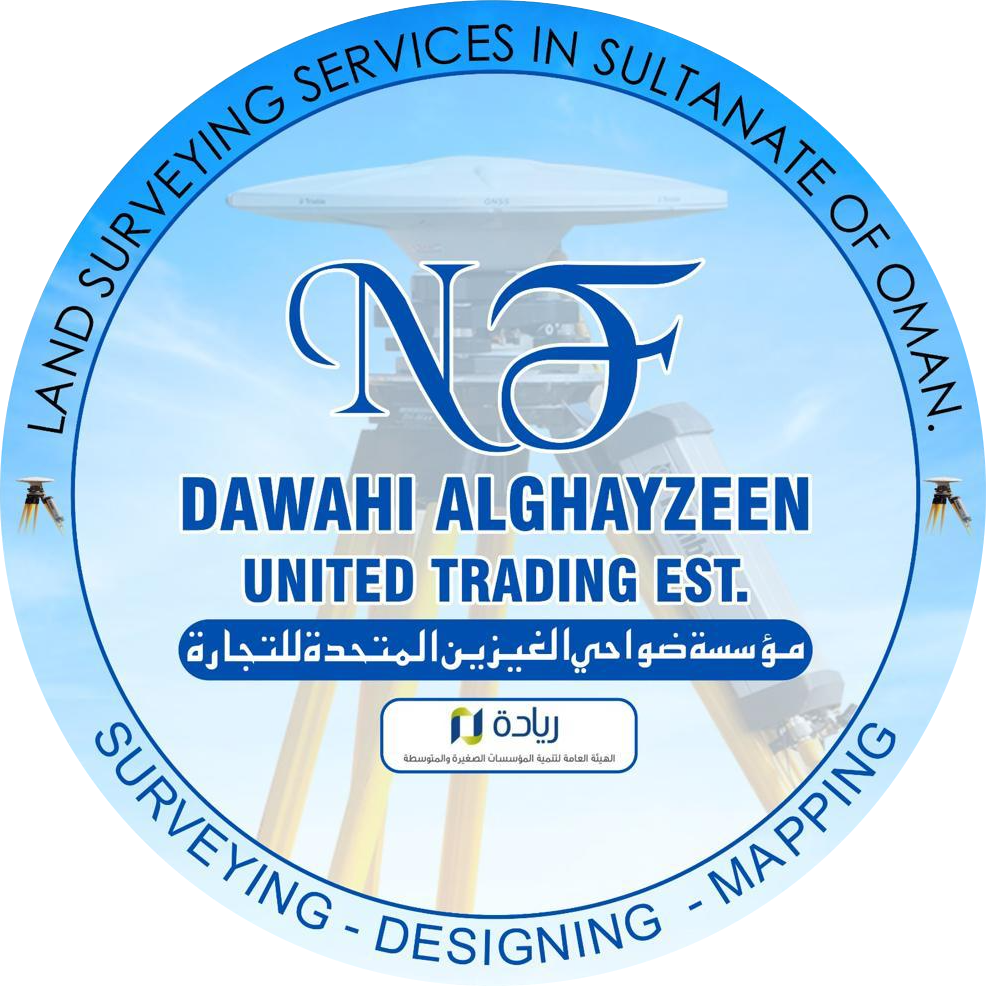 LAND SURVEYING SERVICES IN SULTANATE OF OMAN.
GNSS
NF
DAWAHI ALGHAYZEEN
UNITED TRADING EST.
مؤسسة ضواحي الغيزين المتحدة للتجارة
ريادة
الهيئة العامة لتنمية المؤسسات الصغيرة والمتوسطة
SURVEYING - DESIGNING - MAPPING